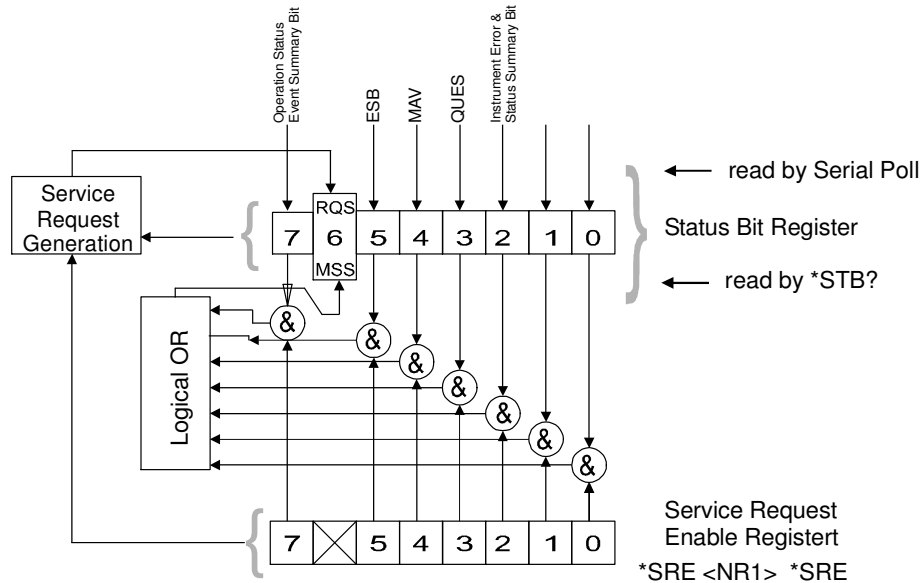 Operation Status
Event Summary Bit
ESB
MAV
QUES
Instrument Error &
Status Summary Bit
read by Serial Poll
Service
Request
Generation
RQS
7 6 5 4 3 2 1 0
MSS
Status Bit Register
read by *STB?
Logical OR
&
&
&
&
&
&
&
7 5 4 3 2 1 0
Service Request
Enable Registert
*SRE <NR1> *SRE